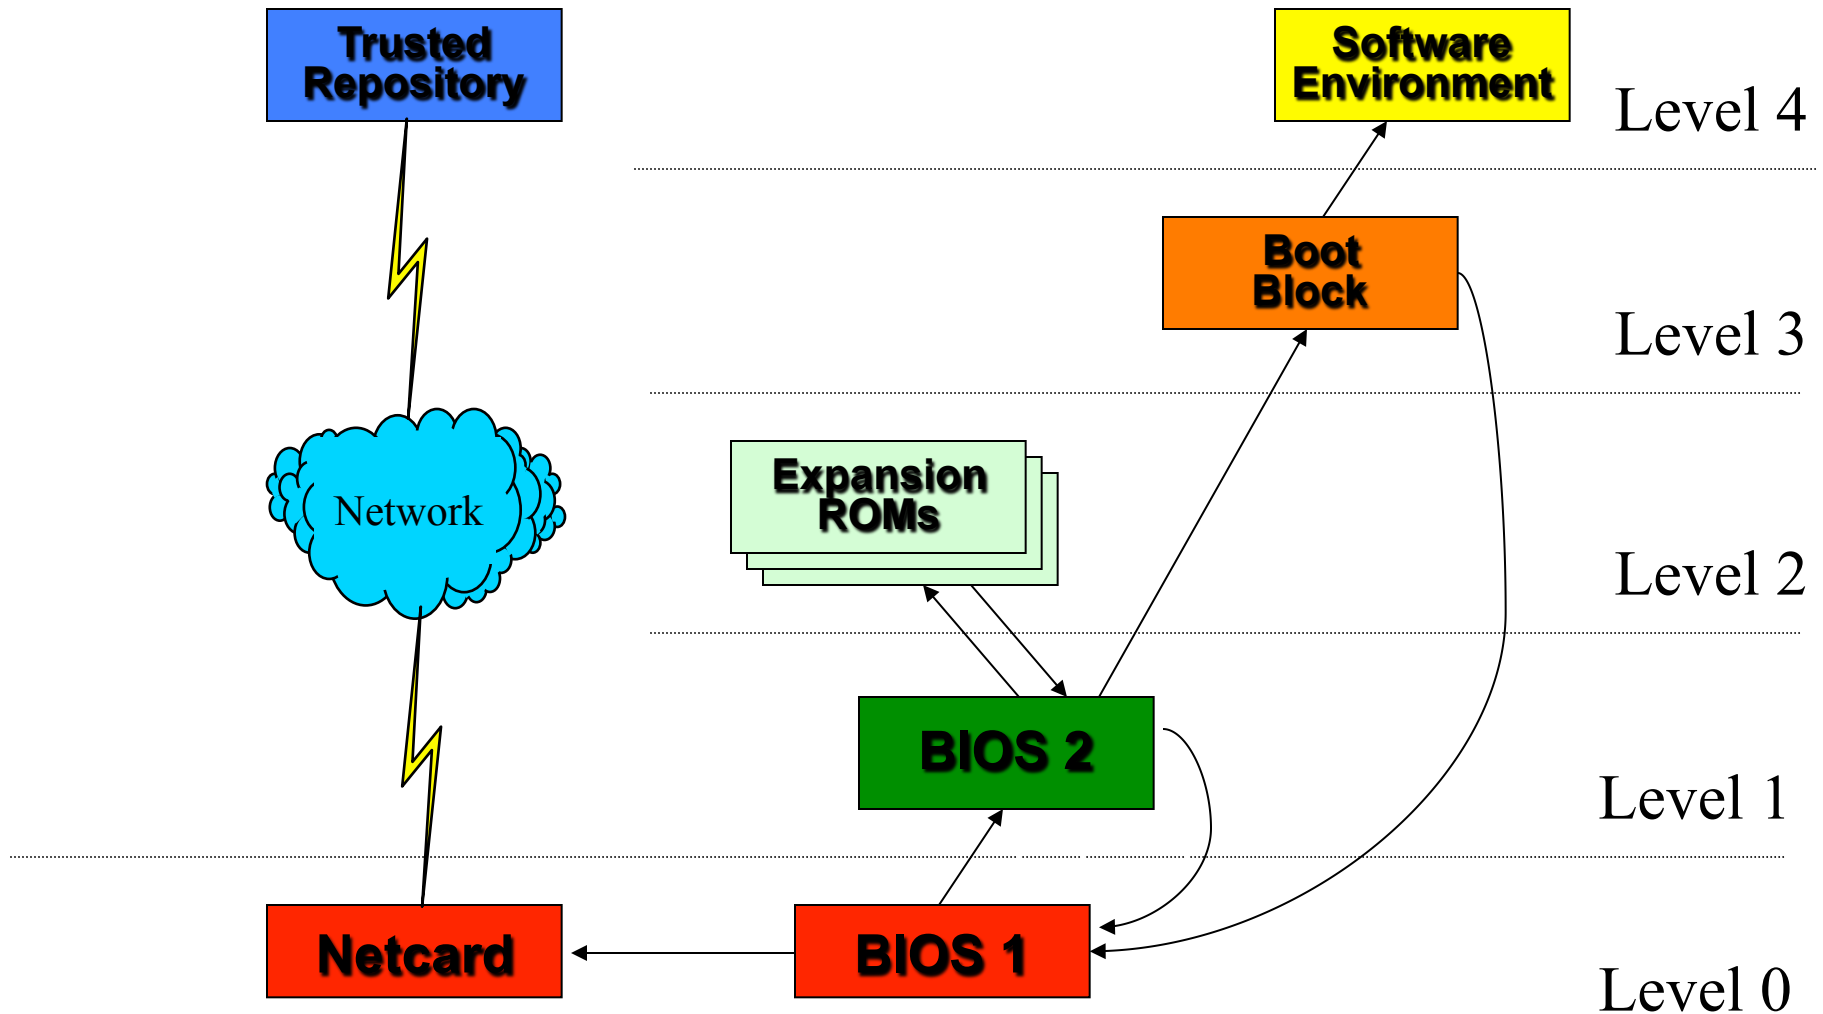 Trusted
Repository
Software
Environment
Level 4
Boot
Block
Level 3
Expansion
ROMs
Network
Level 2
BIOS 2
Level 1
Netcard
BIOS 1
Level 0